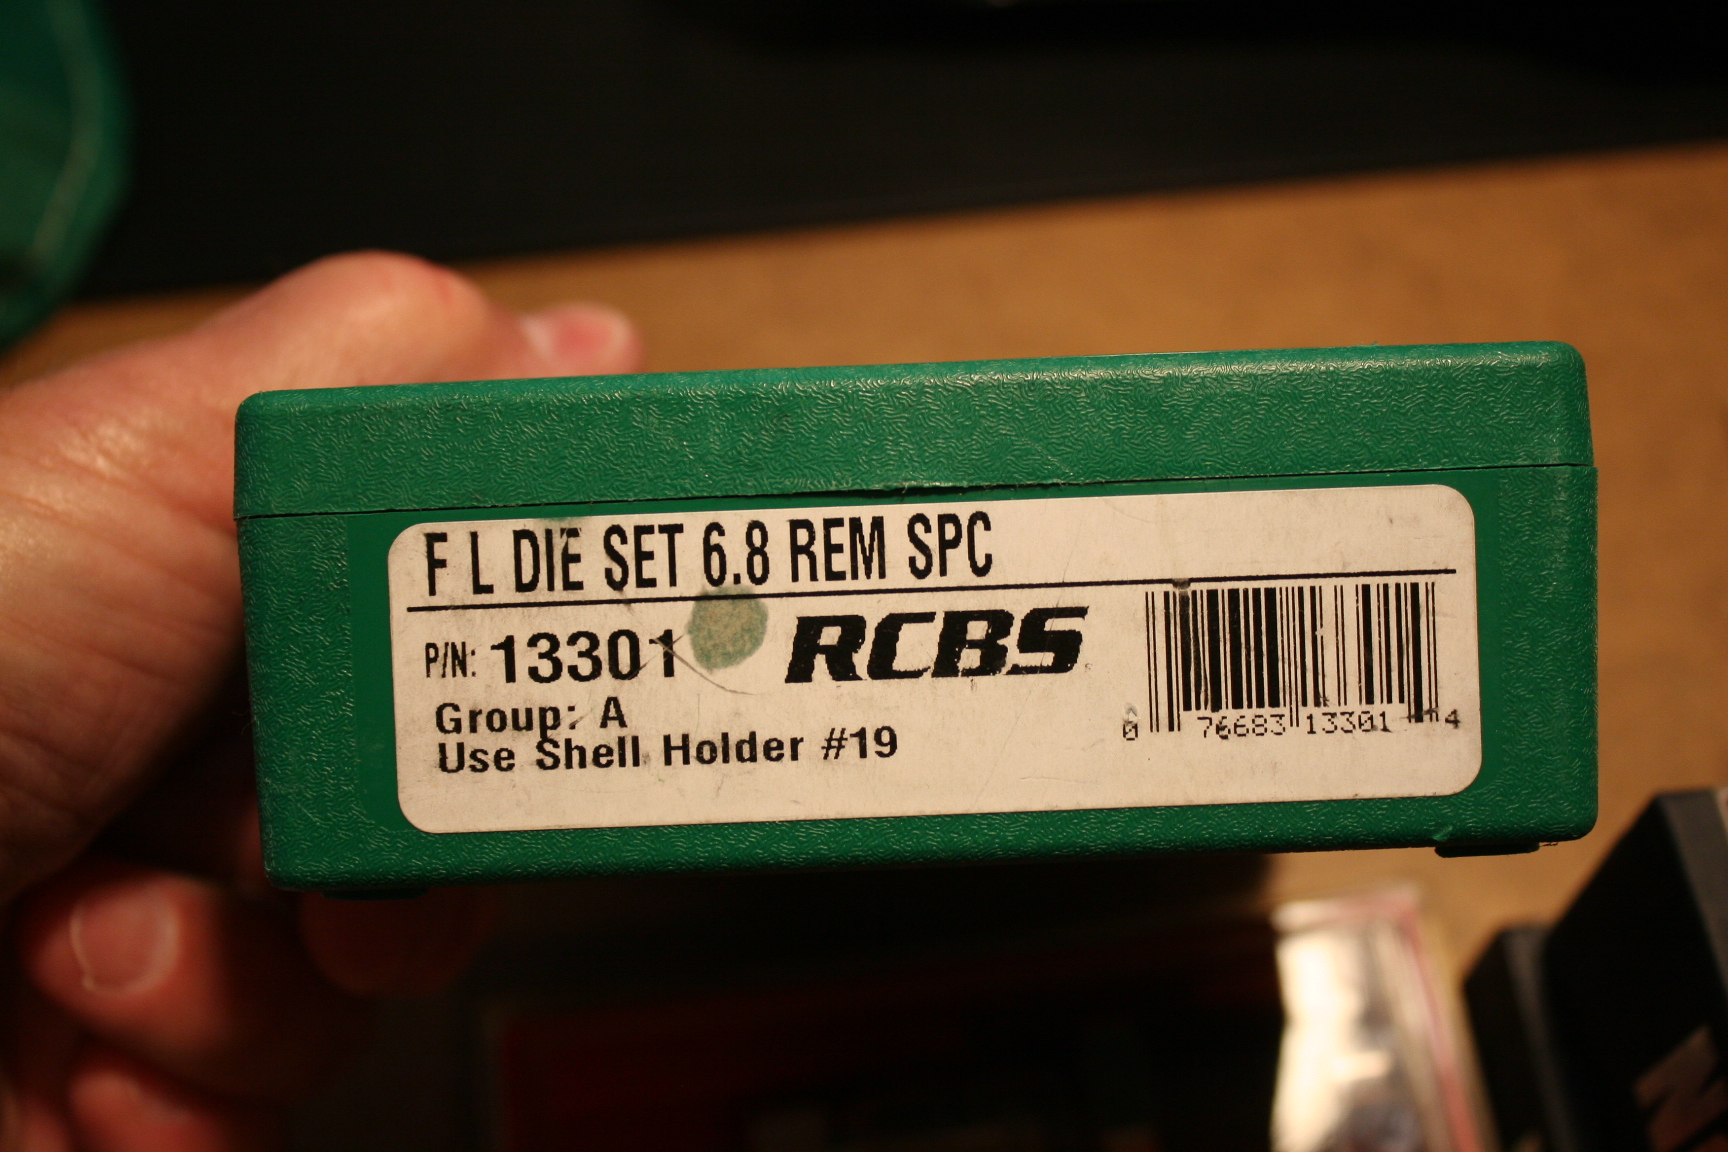 F L DIE SET 6.8 REM SPC
P/N: 13301
RCBS
Group: A
Use Shell Holder #19
0 76683 13301 4